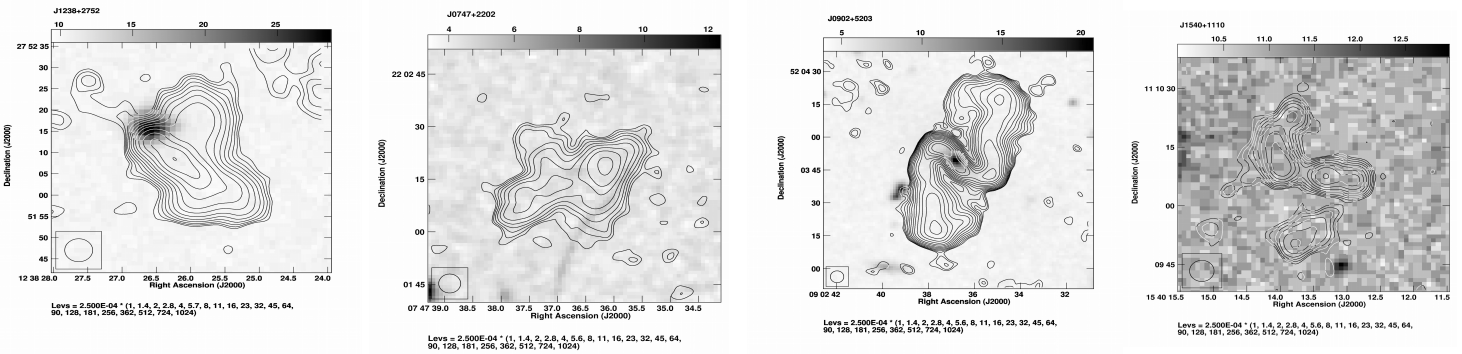 J1238+2752
10 15 20 25
27 52 35
30
25
20
15
10
05
00
51 55
50
45
Declination (J2000)
12 38 28.0 27.5 27.0 26.5 26.0 25.5 25.0 24.5 24.0
Right Ascension (J2000)
Levs = 2.500E-04 * (1, 1.4, 2, 2.8, 4, 5.7, 8, 11, 16, 23, 32, 45, 64,
90, 128, 181, 256, 362, 512, 724, 1024)
J0747+2202
4 6 8 10 12
22 02 45
30
15
00
01 45
Declination (J2000)
07 47 39.0 38.5 38.0 37.5 37.0 36.5 36.0 35.5 35.0 34.5
Right Ascension (J2000)
Levs = 2.500E-04 * (1, 1.4, 2, 2.8, 4, 5.6, 8, 11, 16, 23, 32, 45, 64,
90, 128, 181, 256, 362, 512, 724, 1024)
J0902+5203
5 10 15 20
52 04 30
15
00
03 45
30
15
00
Declination (J2000)
09 02 42 40 38 36 34 32
Right Ascension (J2000)
Levs = 2.500E-04 * (1, 1.4, 2, 2.8, 4, 5.6, 8, 11, 16, 23, 32, 45, 64,
90, 128, 181, 256, 362, 512, 724, 1024)
J1540+1110
10.5 11.0 11.5 12.0 12.5
11 10 30
15
00
09 45
Declination (J2000)
15 40 15.5 15.0 14.5 14.0 13.5 13.0 12.5 12.0 11.5
Right Ascension (J2000)
Levs = 2.500E-04 * (1, 1.4, 2, 2.8, 4, 5.6, 8, 11, 16, 23, 32, 45, 64,
90, 128, 181, 256, 362, 512, 724, 1024)